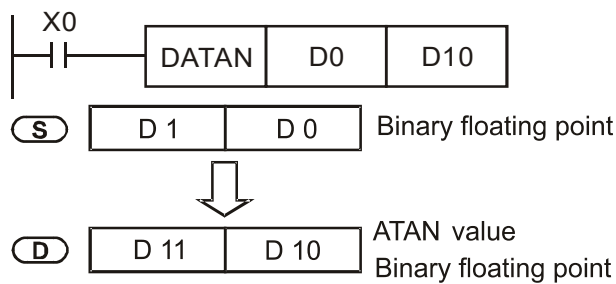 X0
DATAN D0 D10
S D 1 D 0 Binary floating point
D D 11 D 10 ATAN value
Binary floating point